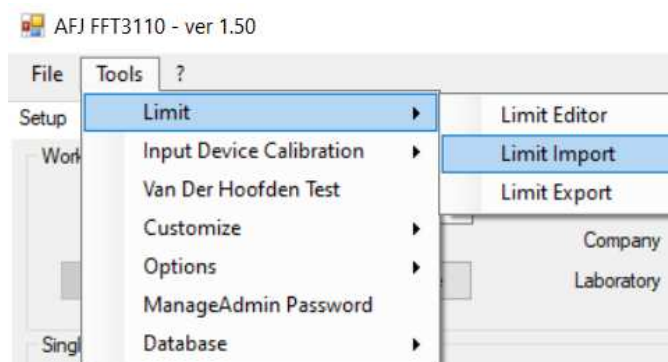 AFJ FFT3110 - ver 1.50
File Tools ?
Setup
Limit
Limit Editor
Input Device Calibration
Limit Import
Van Der Hoofden Test
Limit Export
Customize
Company
Options
Laboratory
ManageAdmin Password
Database